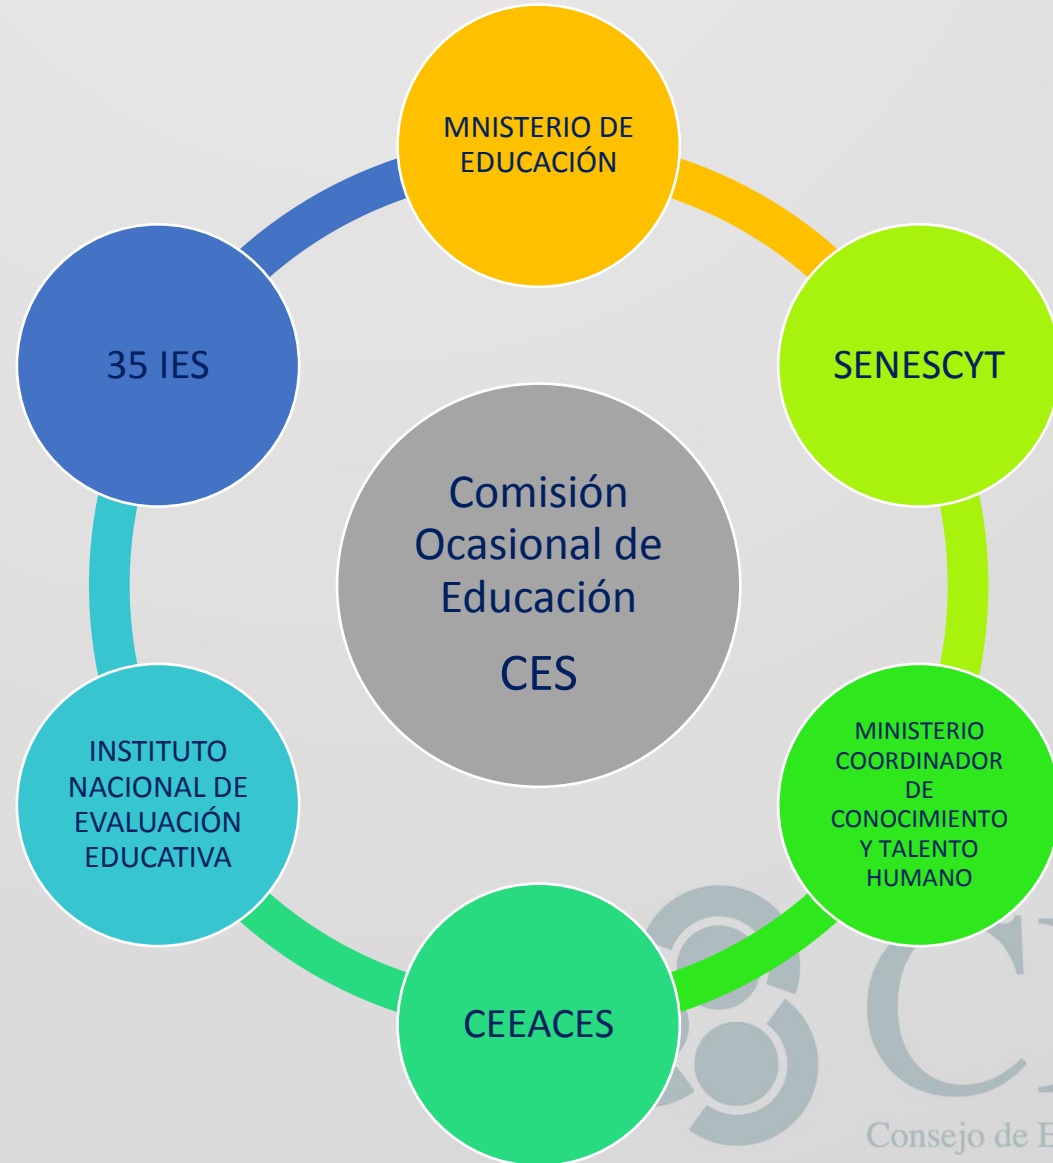 MNISTERIO DE
EDUCACIÓN
35 IES
SENESCYT
Comisión
Ocasional de
Educación
CES
INSTITUTO
NACIONAL DE
EVALUACIÓN
EDUCATIVA
MINISTERIO
COORDINADOR
DE
CONOCIMIENTO
Y TALENTO
HUMANO
CEEACES
Consejo de